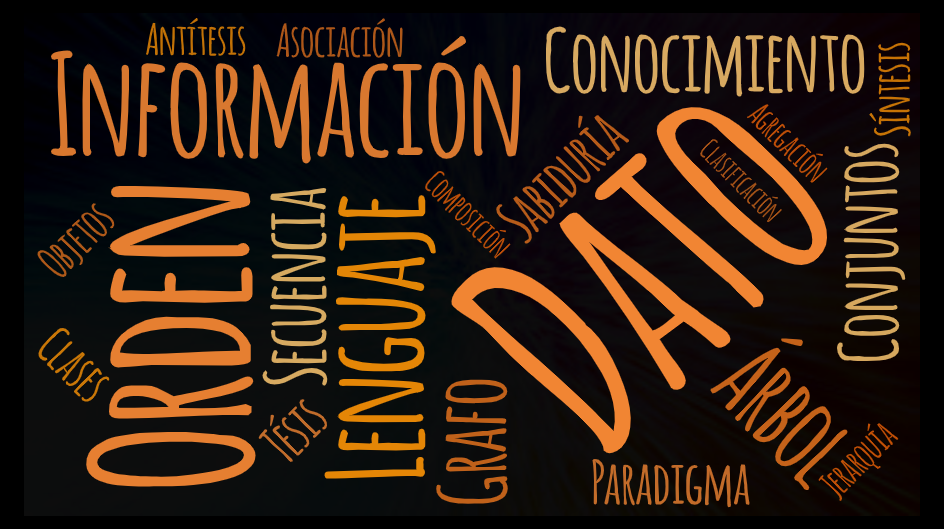 Antítesis
Asociación
Información
Conocimiento
Síntesis
Agregación
Clasificación
Sabiduría
Dato
Composición
Conjuntos
Objetos
Orden
Secuencia
Lenguaje
Clases
Tésis
Grafo
Árbol
Jerarquía
Paradigma